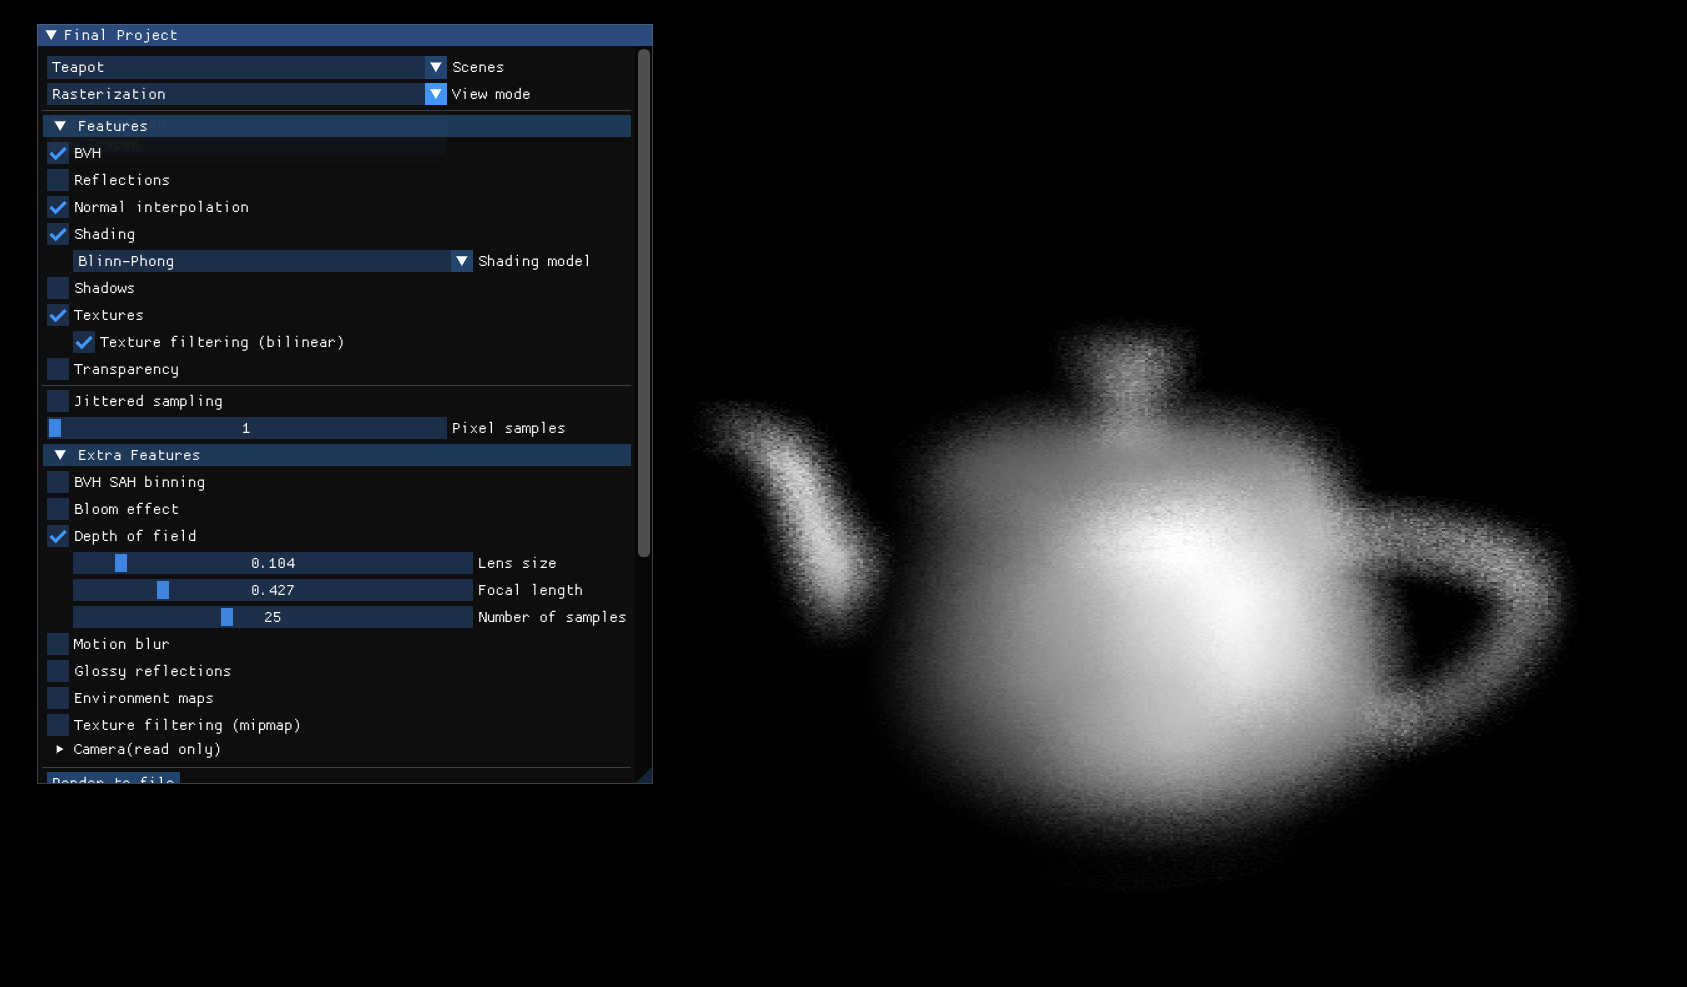 Final Project
Teapot Scenes
Rasterization View mode
Features
BVH
Reflections
Normal interpolation
Shading
Blinn-Phong Shading model
Shadows
Textures
Texture filtering (bilinear)
Transparency
Jittered sampling
1 Pixel samples
Extra Features
BVH SAH binning
Bloom effect
Depth of field
0.104 Lens size
0.427 Focal length
25 Number of samples
Motion blur
Glossy reflections
Environment maps
Texture filtering (mipmap)
Camera(read only)
Render to file